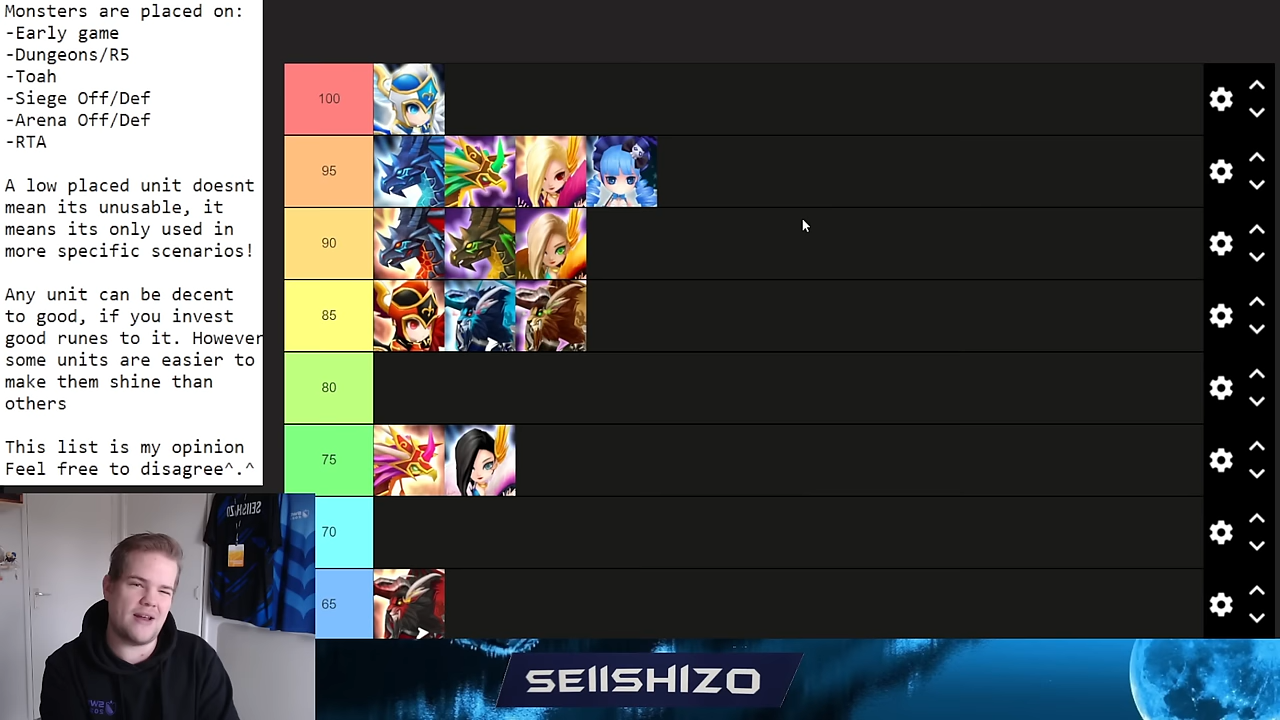 Monsters are placed on:
-Early game
-Dungeons/R5
-Toah
-Siege Off/Def
-Arena Off/Def
-RTA
A low placed unit doesnt
mean its unusable, it
means its only used in
more specific scenarios!
Any unit can be decent
to good, if you invest
good runes to it. However
some units are easier to
make them shine than
others
This list is my opinion
Feel free to disagree^.^
100
95
90
85
80
75
70
65
SEIISHIZO
SEIISHIZO